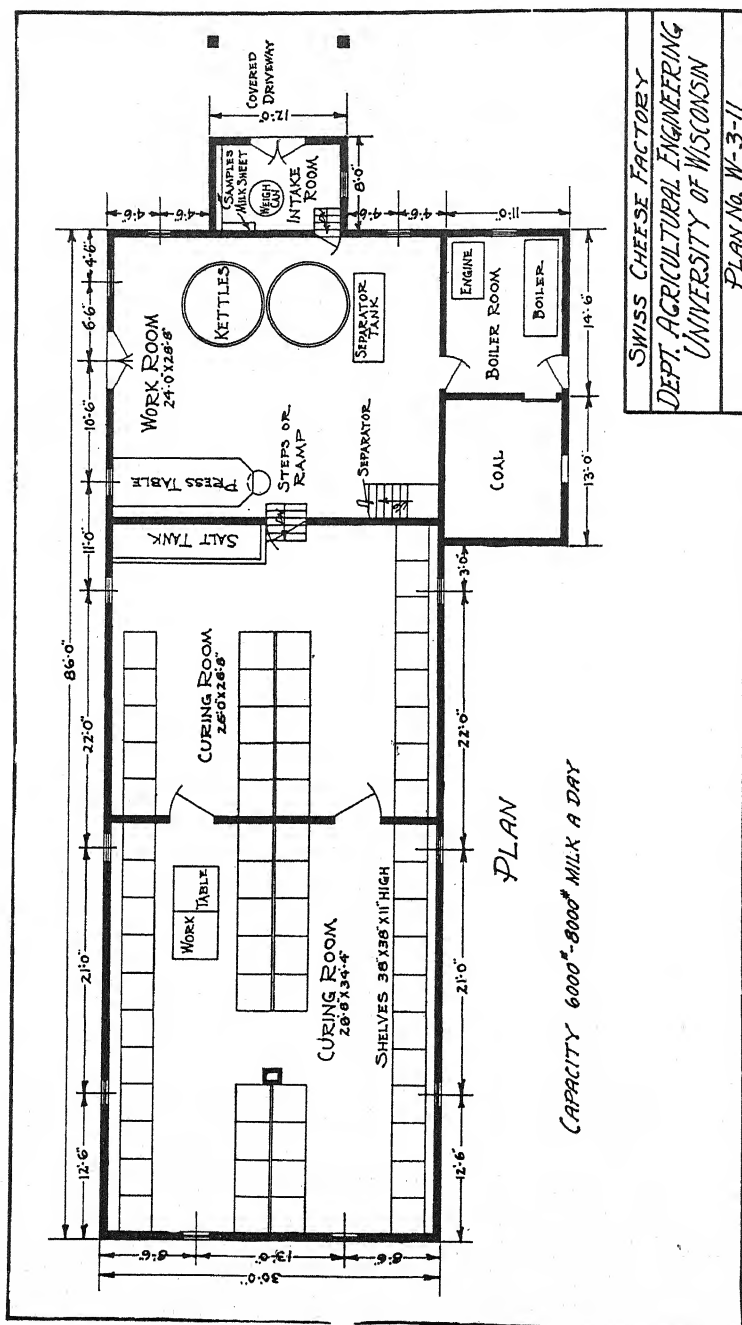 86'-0"
12'-6"
21'-0"
22'-0"
11'-0"
10'-6"
6'-6"
4'-6"
30'-0"
8'-6"
13'-0"
8'-6"
CURING ROOM
28'-8"X34'-4"
WORK TABLE
SHELVES 38"X38"X11" HIGH
CURING ROOM
26'-0"X28'-8"
SALT TANK
STEPS OR
RAMP
WORK ROOM
24'-0"X28'-8"
PRESS TABLE
KETTLES
SEPARATOR
SEPARATOR
TANK
4'-6"
4'-6"
SAMPLES
MILK SHEET
WEIGH
CAN
INTAKE
ROOM
COVERED
DRIVEWAY
12'-0"
8'-0"
4'-6"
4'-6"
11'-0"
COAL
BOILER ROOM
ENGINE
BOILER
12'-6"
21'-0"
22'-0"
3'-0"
13'-0"
14'-6"
PLAN
CAPACITY 6000#-8000# MILK A DAY
SWISS CHEESE FACTORY
DEPT. AGRICULTURAL ENGINEERING
UNIVERSITY OF WISCONSIN
PLAN No. W-3-11